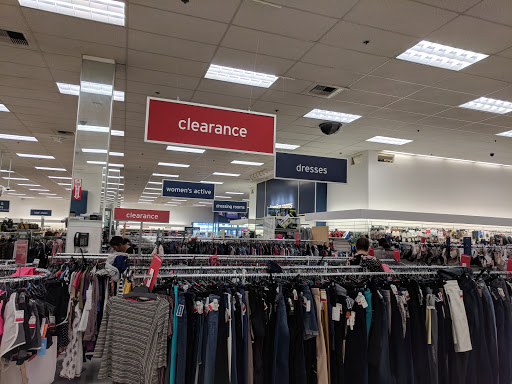 clearance
dresses
women's active
dressing rooms
clearance